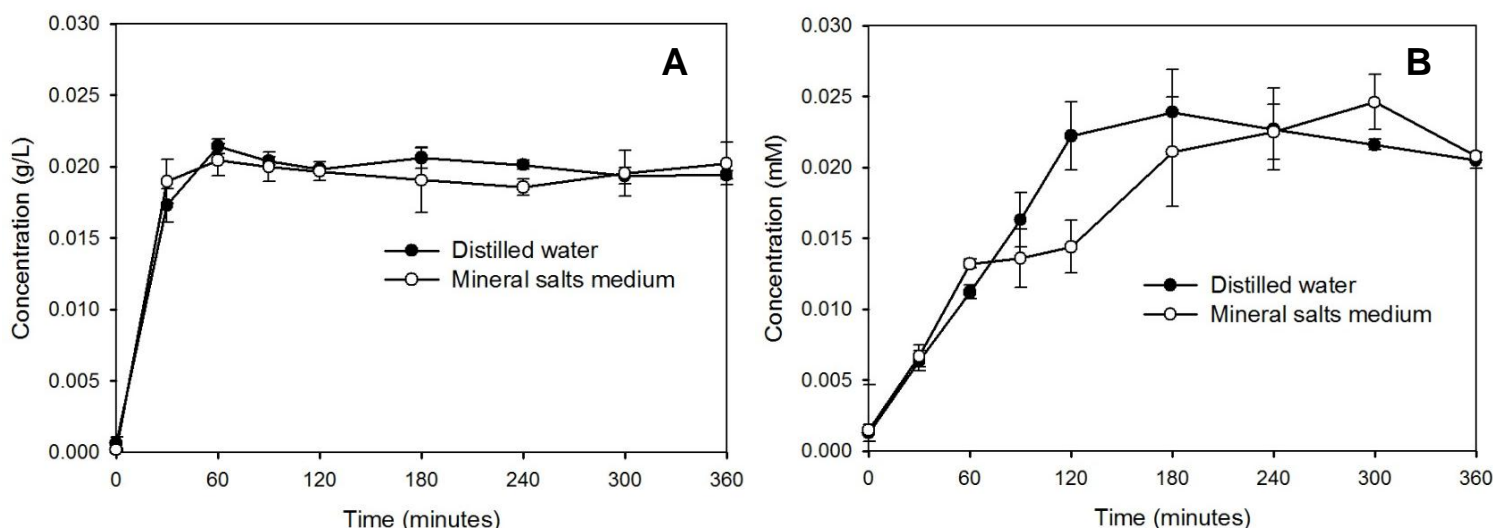 A
Concentration (g/L)
0.030
0.025
0.020
0.015
0.010
0.005
0.000
Distilled water
Mineral salts medium
0 60 120 180 240 300 360
Time (minutes)
B
Concentration (mM)
0.030
0.025
0.020
0.015
0.010
0.005
0.000
Distilled water
Mineral salts medium
0 60 120 180 240 300 360
Time (minutes)